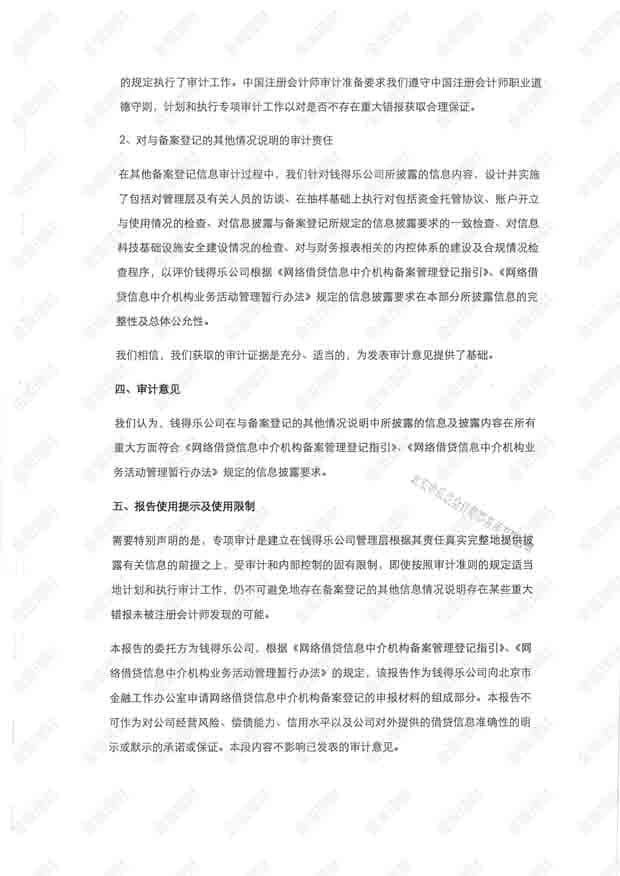 的规定执行了审计工作。中国注册会计师审计准备要求我们遵守中国注册会计师职业道
德守则，计划和执行专项审计工作以对是否不存在重大错报获取合理保证。
2、对与备案登记的其他情况说明的审计责任
在其他备案登记信息审计过程中，我们针对钱得乐公司所披露的信息内容、设计并实施
了包括对管理层及有关人员的访谈、在抽样基础上执行对包括资金托管协议、账户开立
与使用情况的检查、对信息披露与备案登记所规定的信息披露要求的一致检查、对信息
科技基础设施安全建设情况的检查、对与财务报表相关的内控体系的建设及合规情况检
查程序，以评价钱得乐公司根据《网络借贷信息中介机构备案管理登记指引》、《网络借
贷信息中介机构业务活动管理暂行办法》规定的信息披露要求在本部分所披露信息的完
整性及总体公允性。
我们相信，我们获取的审计证据是充分、适当的，为发表审计意见提供了基础。
四、审计意见
我们认为，钱得乐公司在与备案登记的其他情况说明中所披露的信息及披露内容在所有
重大方面符合《网络借贷信息中介机构备案管理登记指引》、《网络借贷信息中介机构业
务活动管理暂行办法》规定的信息披露要求。
五、报告使用提示及使用限制
需要特别声明的是，专项审计是建立在钱得乐公司管理层根据其责任真实完整地提供披
露有关信息的前提之上，受审计和内部控制的固有限制，即使按照审计准则的规定适当
地计划和执行审计工作，仍不可避免地存在备案登记的其他信息情况说明存在某些重大
错报未被注册会计师发现的可能。
本报告的委托方为钱得乐公司，根据《网络借贷信息中介机构备案管理登记指引》、《网
络借贷信息中介机构业务活动管理暂行办法》的规定，该报告作为钱得乐公司向北京市
金融工作办公室申请网络借贷信息中介机构备案登记的申报材料的组成部分。本报告不
可作为对公司经营风险、偿债能力、信用水平以及公司对外提供的借贷信息准确性的明
示或默示的承诺或保证。本段内容不影响已发表的审计意见。